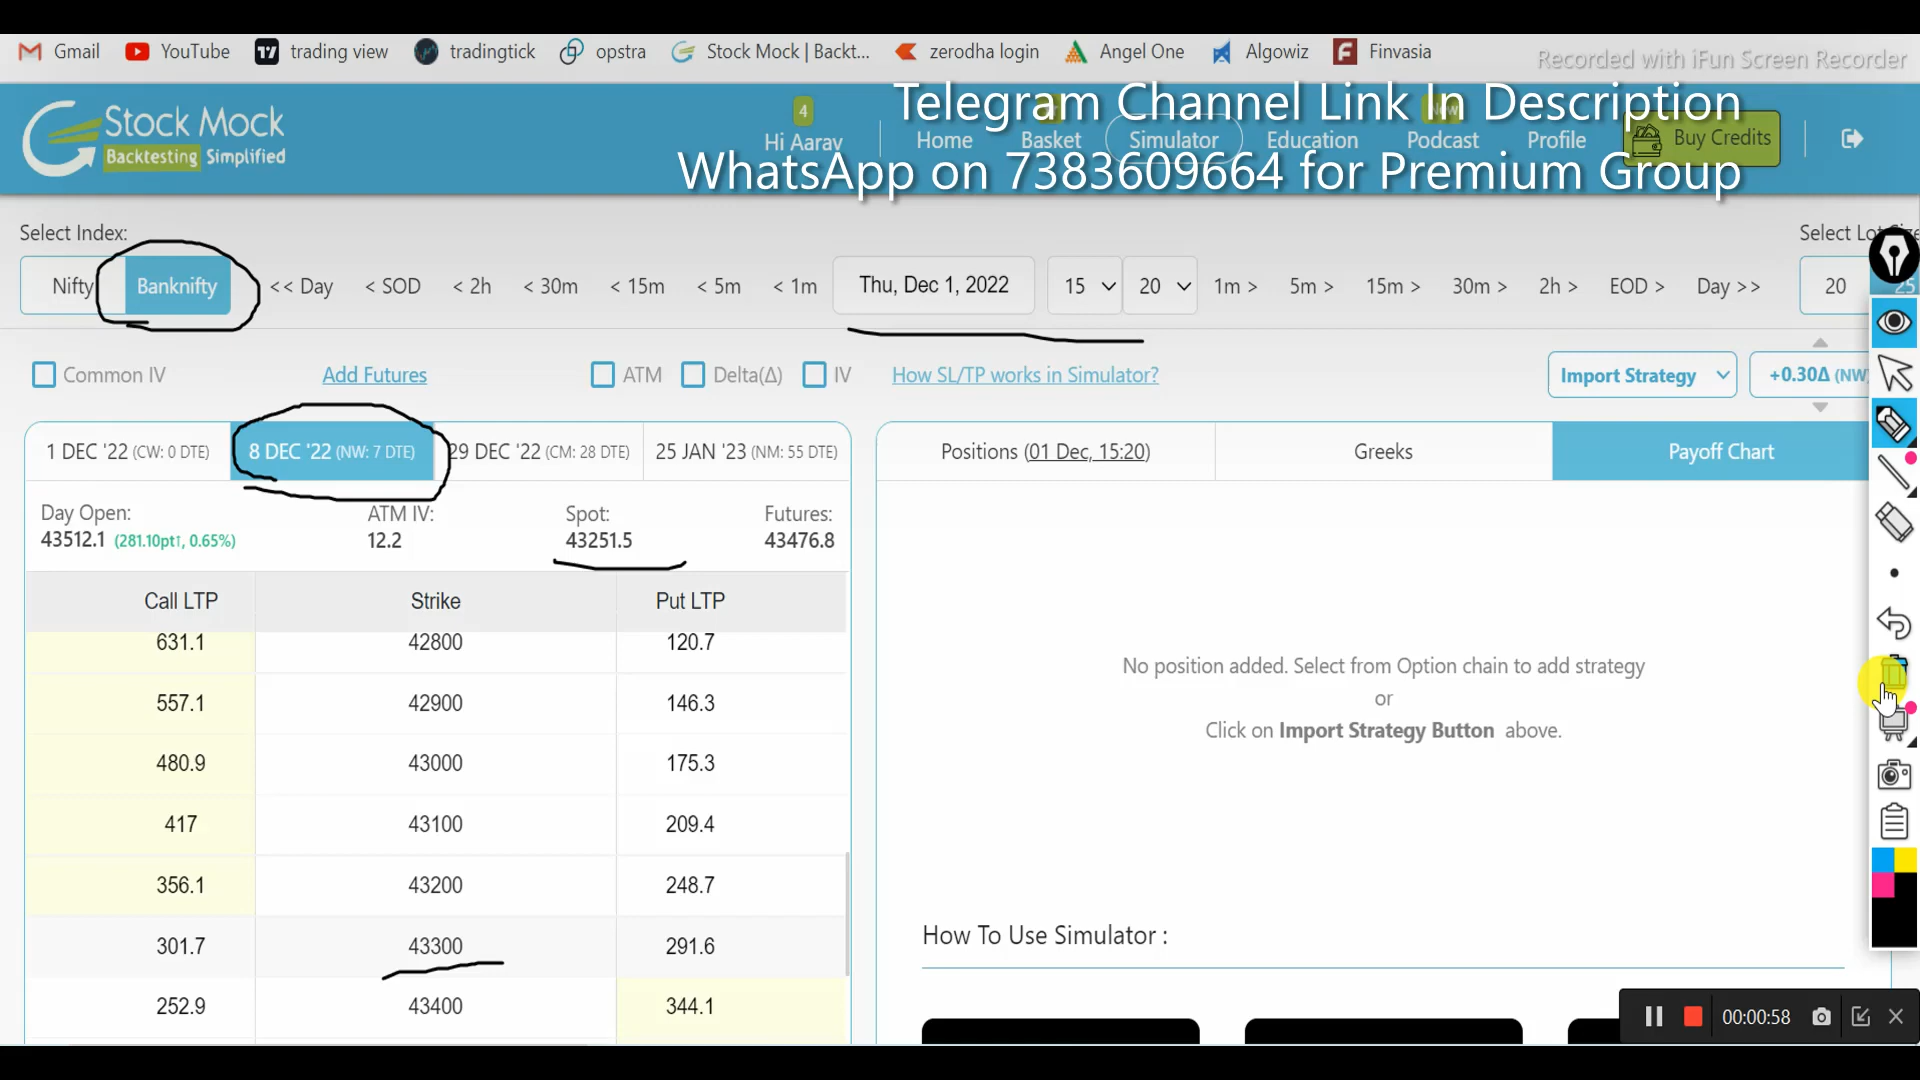 Gmail YouTube trading view tradingtick opstra Stock Mock | Backt... zerodha login Angel One Algowiz Finvasia
Recorded with iFun Screen Recorder
Telegram Channel Link In Description
WhatsApp on 7383609664 for Premium Group
Stock Mock
Backtesting Simplified
4
Hi Aarav Home Basket Simulator Education Podcast Profile Buy Credits
New
Select Index:
Select Lot Size
Nifty Banknifty << Day < SOD < 2h < 30m < 15m < 5m < 1m Thu, Dec 1, 2022 15 20 1m > 5m > 15m > 30m > 2h > EOD > Day >> 20 25
Common IV Add Futures ATM Delta(Δ) IV How SL/TP works in Simulator? Import Strategy +0.30Δ (NW
1 DEC '22 (CW: 0 DTE) 8 DEC '22 (NW: 7 DTE) 29 DEC '22 (CM: 28 DTE) 25 JAN '23 (NM: 55 DTE)
Positions (01 Dec, 15:20) Greeks Payoff Chart
Day Open: ATM IV: Spot: Futures:
43512.1 (281.10pt↑, 0.65%) 12.2 43251.5 43476.8
Call LTP Strike Put LTP
631.1 42800 120.7
557.1 42900 146.3
480.9 43000 175.3
417 43100 209.4
356.1 43200 248.7
301.7 43300 291.6
252.9 43400 344.1
No position added. Select from Option chain to add strategy
or
Click on Import Strategy Button above.
How To Use Simulator :
00:00:58